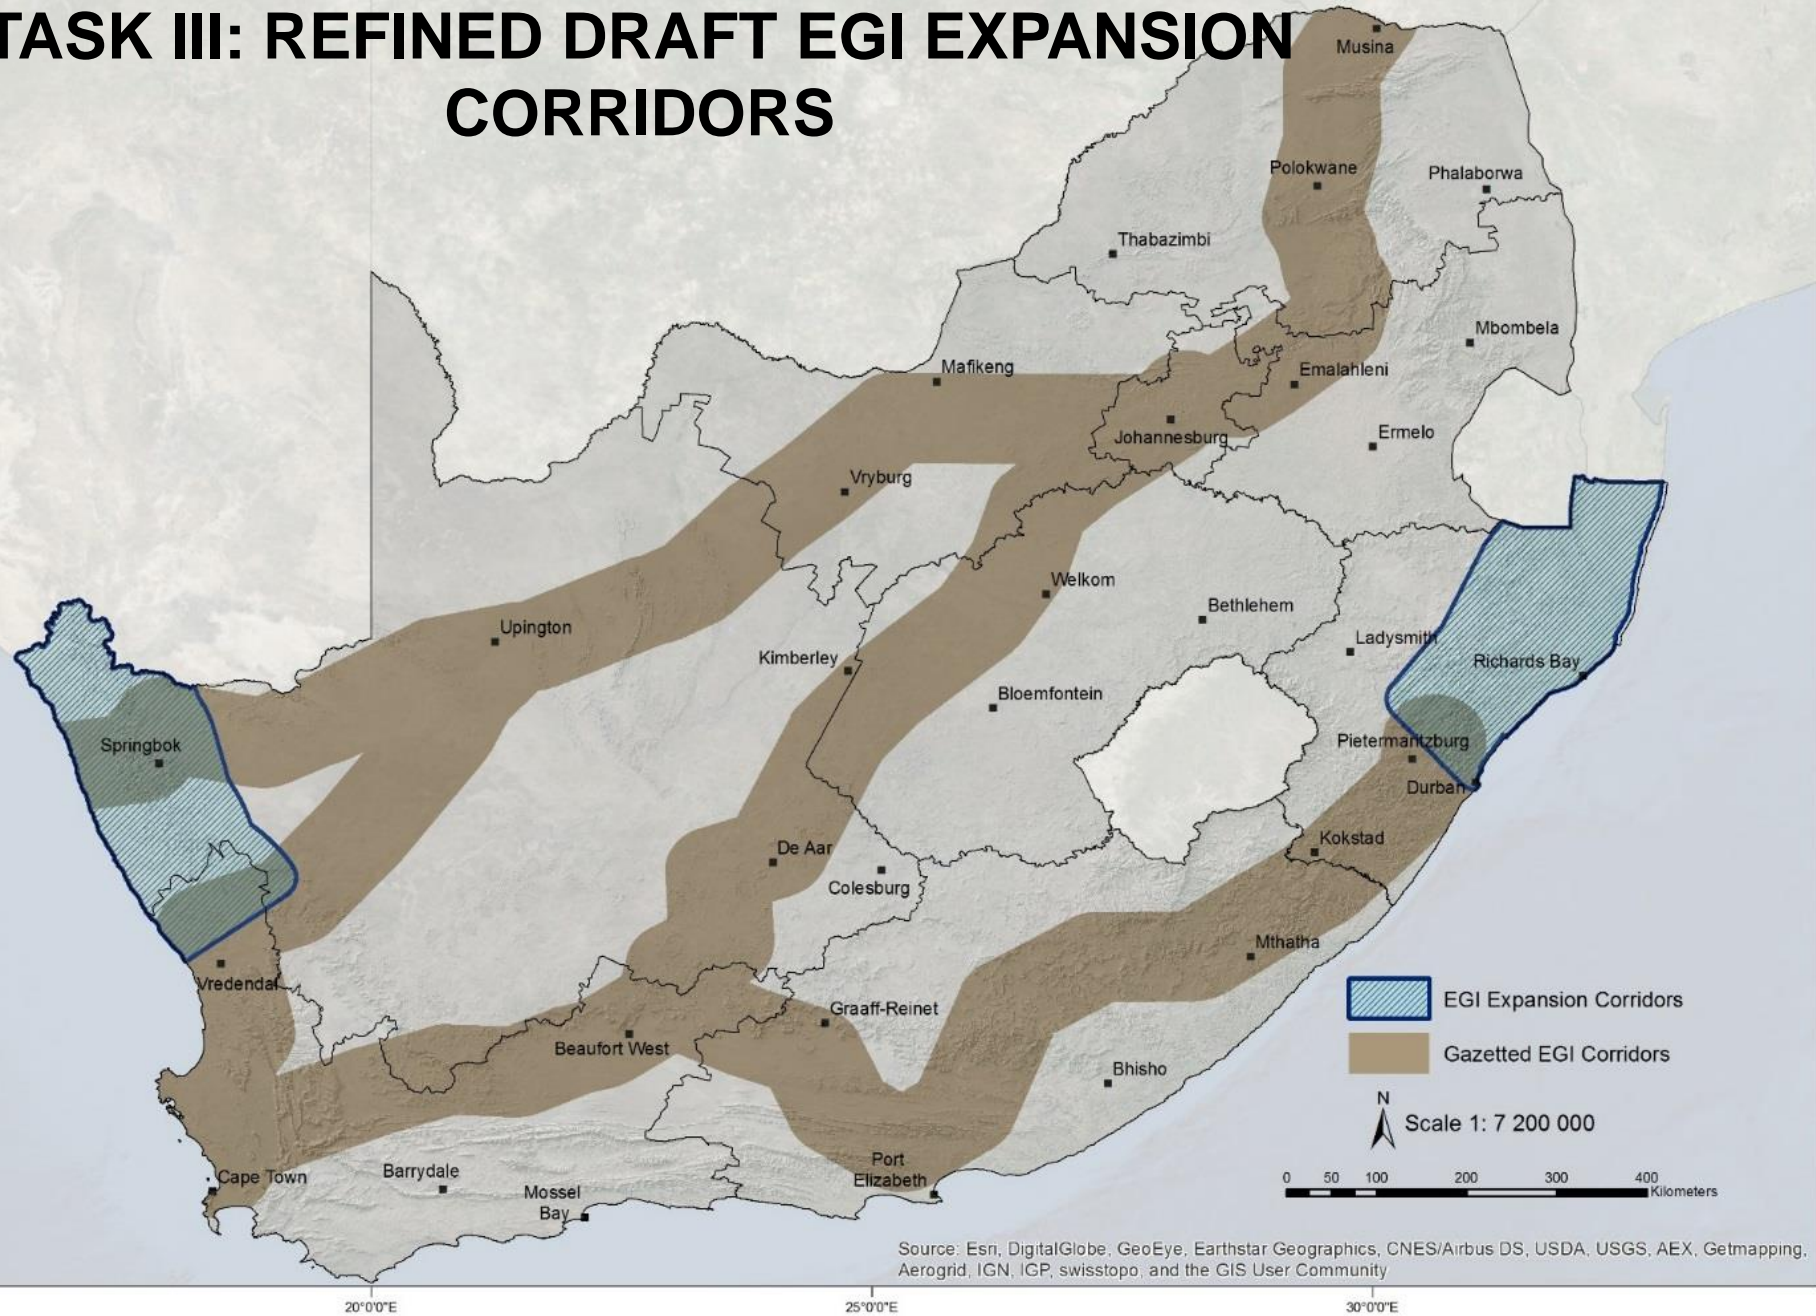 TASK III: REFINED DRAFT EGI EXPANSION
CORRIDORS
Musina
Polokwane
Phalaborwa
Thabazimbi
Mbombela
Mafikeng
Emalahleni
Johannesburg
Ermelo
Vryburg
Welkom
Bethlehem
Upington
Ladysmith
Kimberley
Richards Bay
Bloemfontein
Springbok
Pietermaritzburg
Durban
De Aar
Kokstad
Colesburg
Mthatha
Vredendal
Graaff-Reinet
Beaufort West
Bhisho
Cape Town
Barrydale
Mossel
Bay
Port
Elizabeth
EGI Expansion Corridors
Gazetted EGI Corridors
N
Scale 1: 7 200 000
0 50 100 200 300 400
Kilometers
Source: Esri, DigitalGlobe, GeoEye, Earthstar Geographics, CNES/Airbus DS, USDA, USGS, AEX, Getmapping,
Aerogrid, IGN, IGP, swisstopo, and the GIS User Community
20°0'0"E 25°0'0"E 30°0'0"E